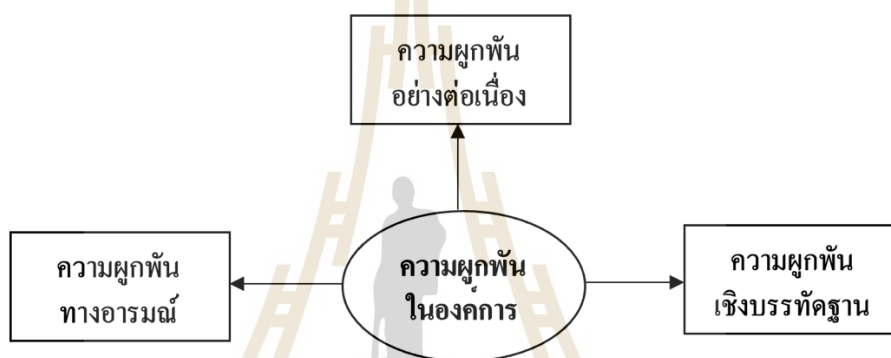 ความผูกพัน
อย่างต่อเนื่อง
ความผูกพัน
ทางอารมณ์
ความผูกพัน
ในองค์การ
ความผูกพัน
เชิงบรรทัดฐาน